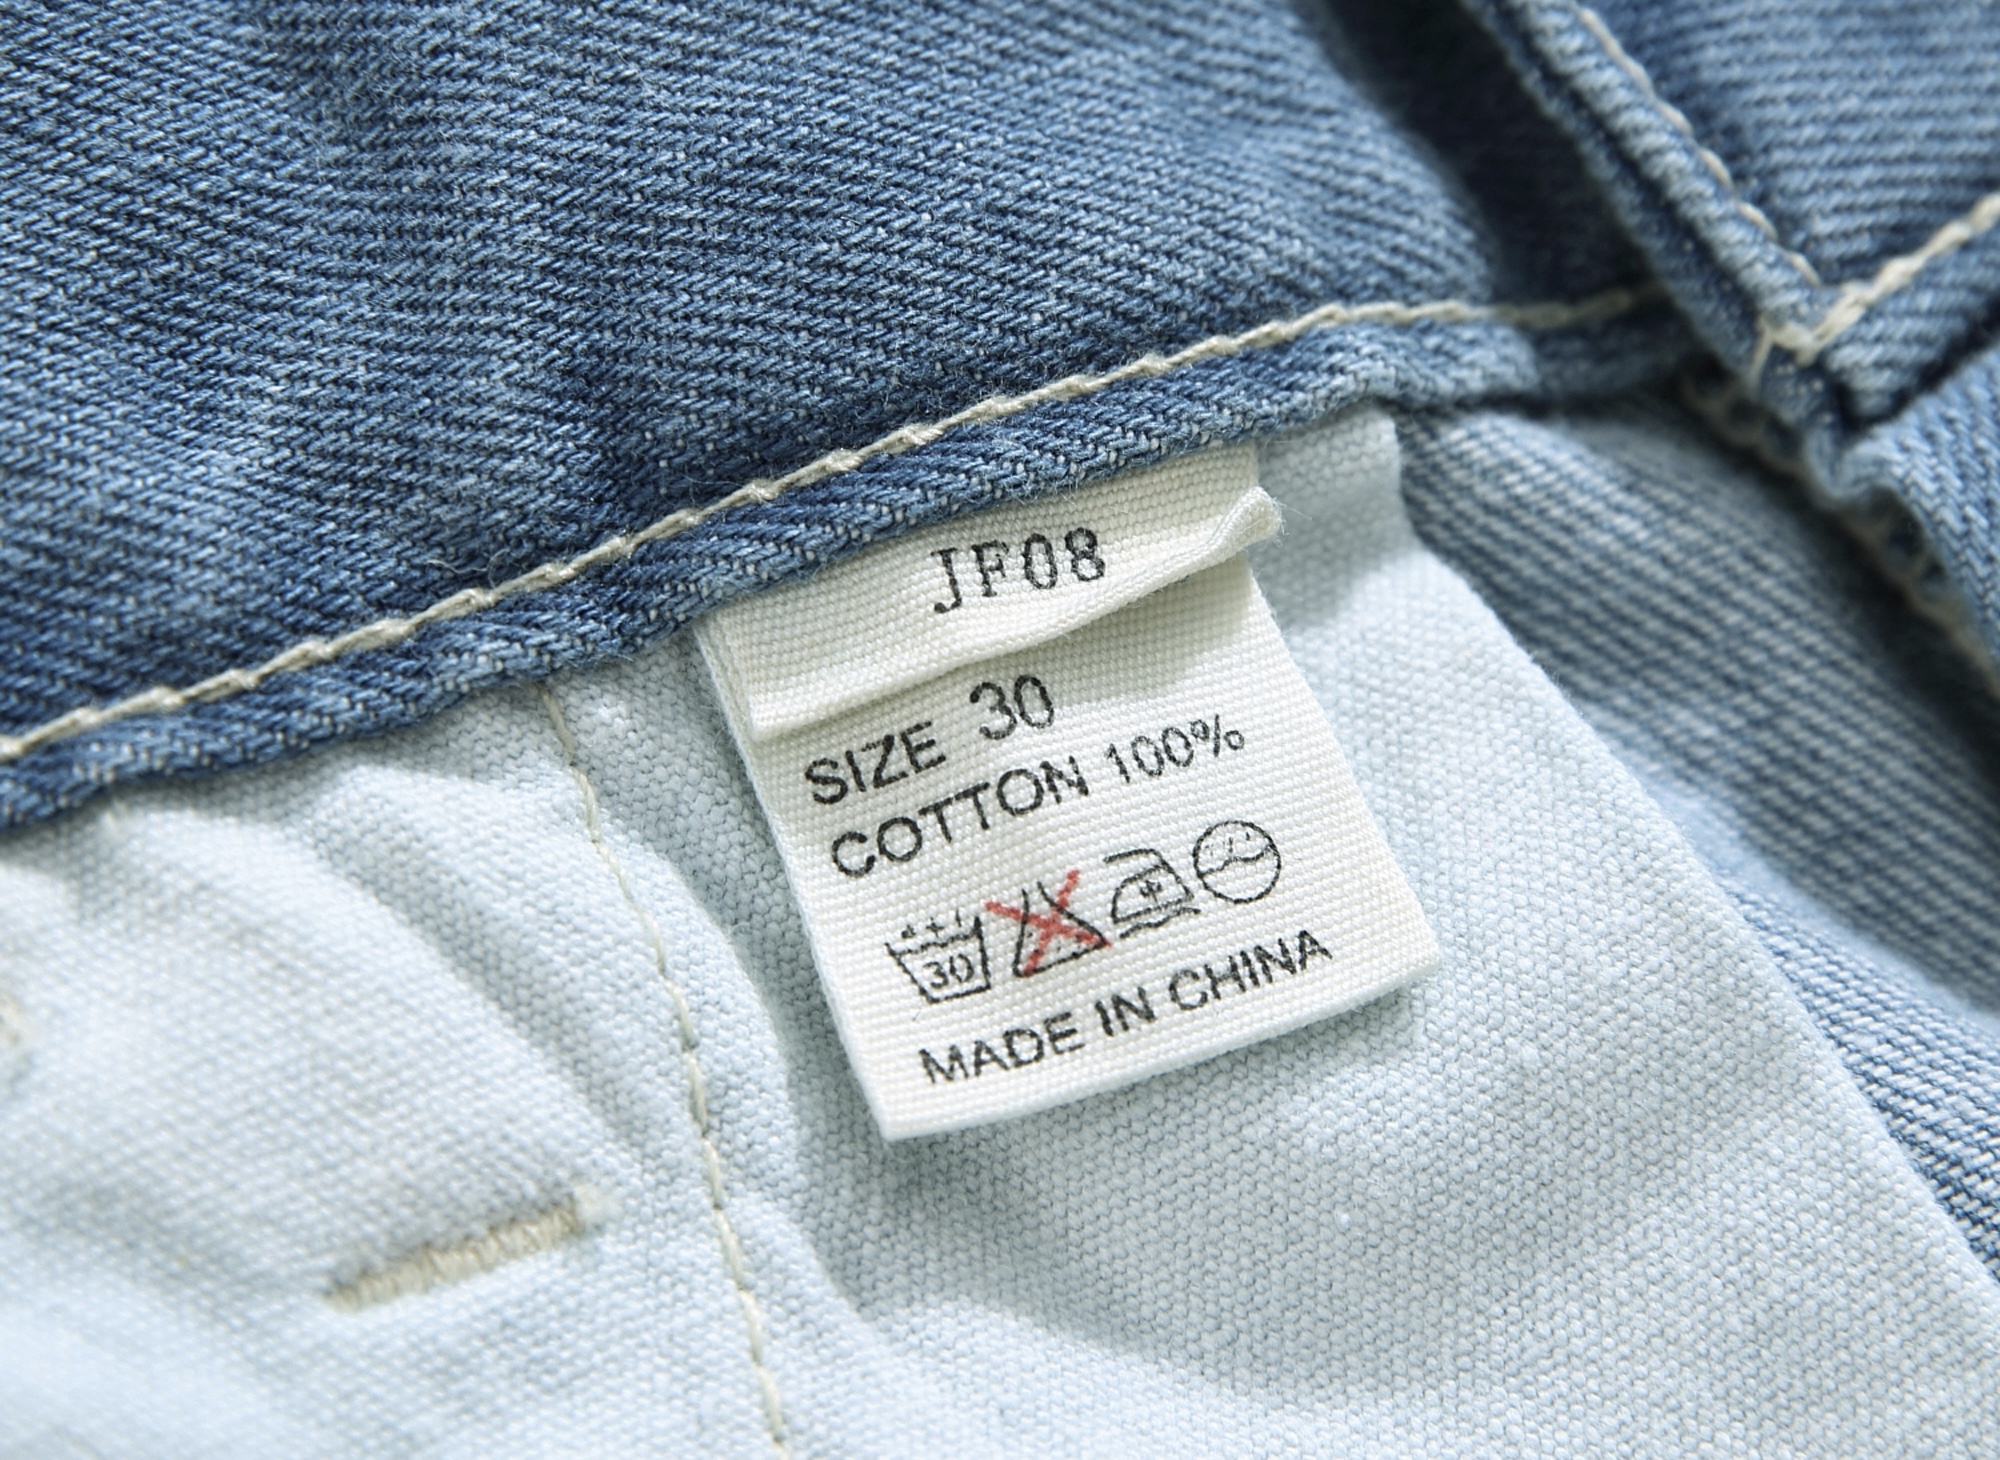 JF08
SIZE 30
COTTON 100%
30
MADE IN CHINA